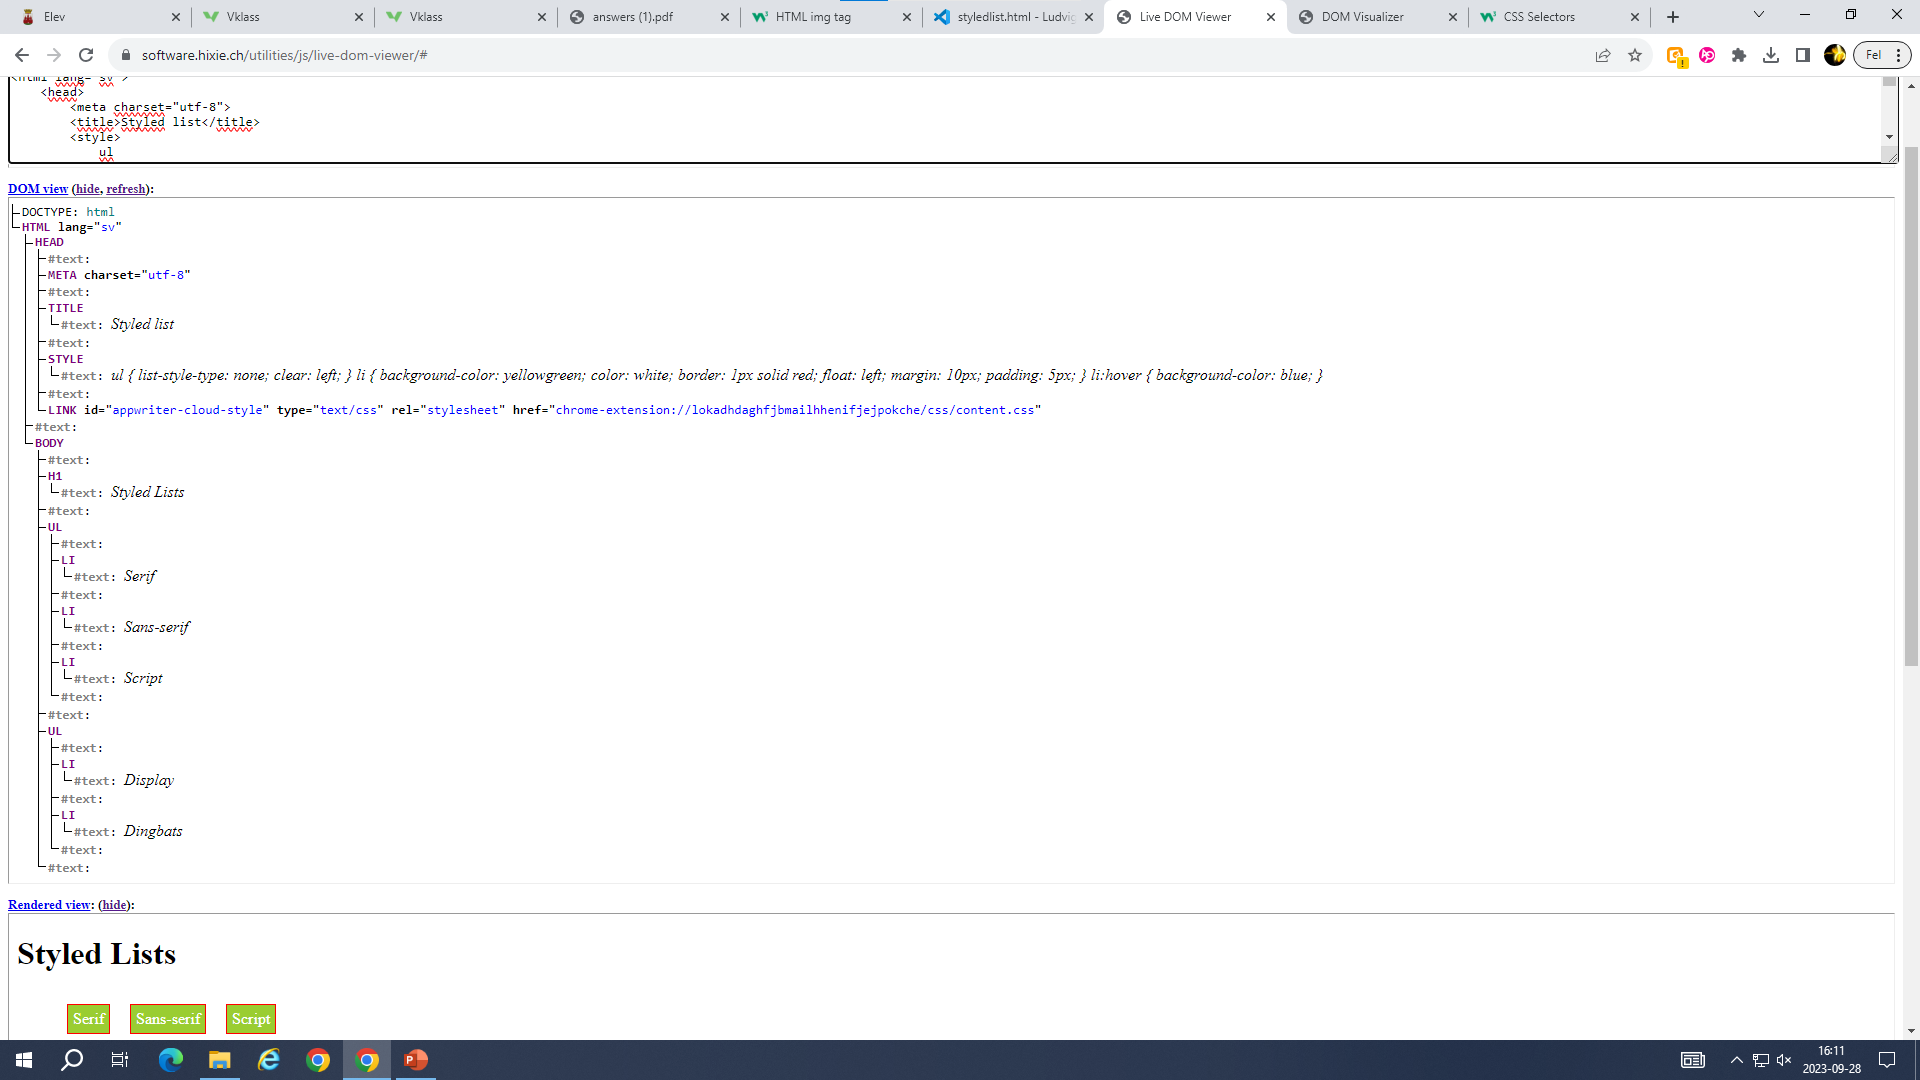 Elev
Vklass
Vklass
answers (1).pdf
HTML img tag
styledlist.html - Ludvig
Live DOM Viewer
DOM Visualizer
CSS Selectors
software.hixie.ch/utilities/js/live-dom-viewer/#
Fel
<html lang="sv">
<head>
<meta charset="utf-8">
<title>Styled list</title>
<style>
ul
DOM view (hide, refresh):
DOCTYPE: html
HTML lang="sv"
HEAD
#text:
META charset="utf-8"
#text:
TITLE
#text: Styled list
#text:
STYLE
#text: ul { list-style-type: none; clear: left; } li { background-color: yellowgreen; color: white; border: 1px solid red; float: left; margin: 10px; padding: 5px; } li:hover { background-color: blue; }
#text:
LINK id="appwriter-cloud-style" type="text/css" rel="stylesheet" href="chrome-extension://lokadhdaghfjbmailhhenifjejpokche/css/content.css"
#text:
BODY
#text:
H1
#text: Styled Lists
#text:
UL
#text:
LI
#text: Serif
#text:
LI
#text: Sans-serif
#text:
LI
#text: Script
#text:
#text:
UL
#text:
LI
#text: Display
#text:
LI
#text: Dingbats
#text:
#text:
Rendered view: (hide):
Styled Lists
Serif
Sans-serif
Script
16:11
2023-09-28